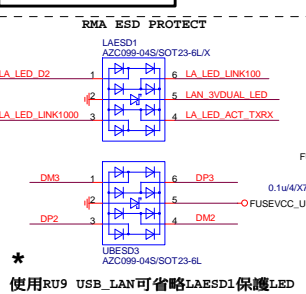 RMA ESD PROTECT
LAESD1
AZC099-04S/SOT23-6L/X
LA_LED_D2 1 6 LA_LED_LINK100
2 5 LAN_3VDUAL_LED
LA_LED_LINK1000 3 4 LA_LED_ACT_TXRX
F
DM3 1 6 DP3
0.1u/4/X7
2 5 FUSEVCC_U
DP2 3 4 DM2
UBESD3
AZC099-04S/SOT23-6L
*
使用RU9 USB_LAN可省略LAESD1保護LED